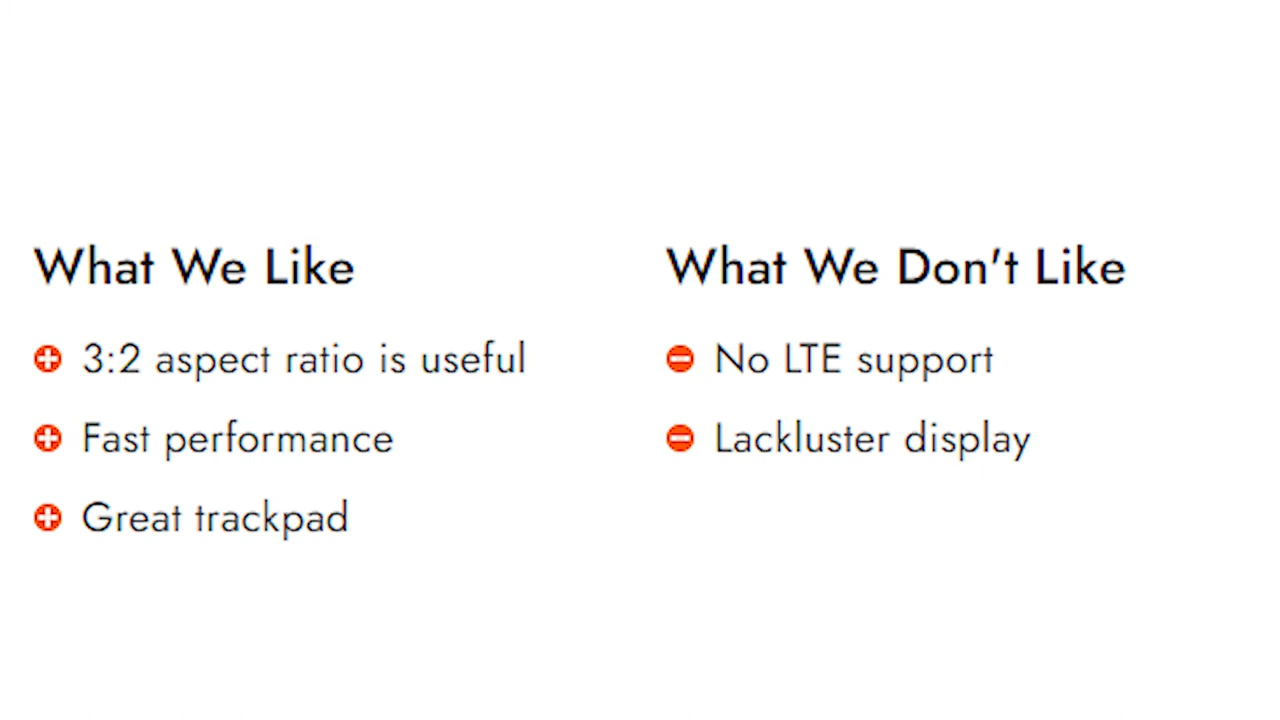 What We Like
3:2 aspect ratio is useful
Fast performance
Great trackpad
What We Don't Like
No LTE support
Lackluster display